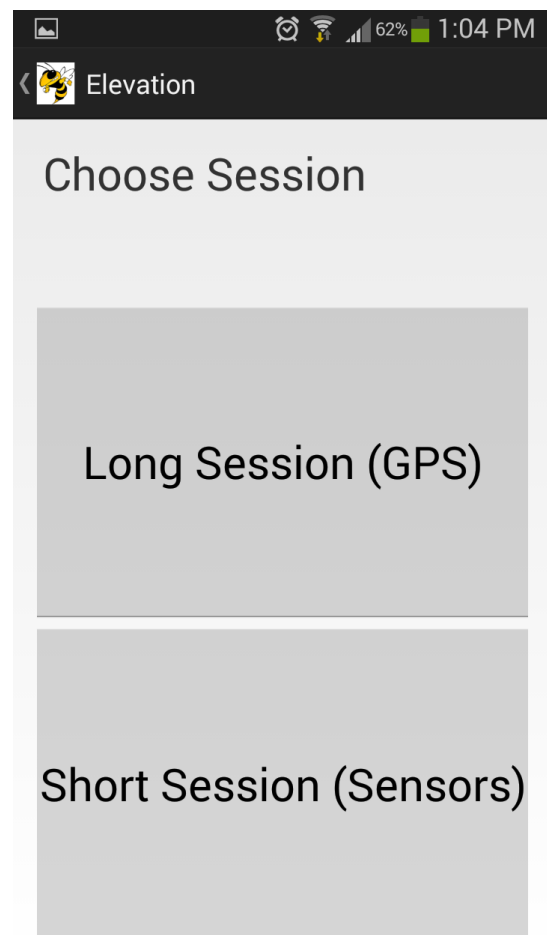 62% 1:04 PM
Elevation
Choose Session
Long Session (GPS)
Short Session (Sensors)